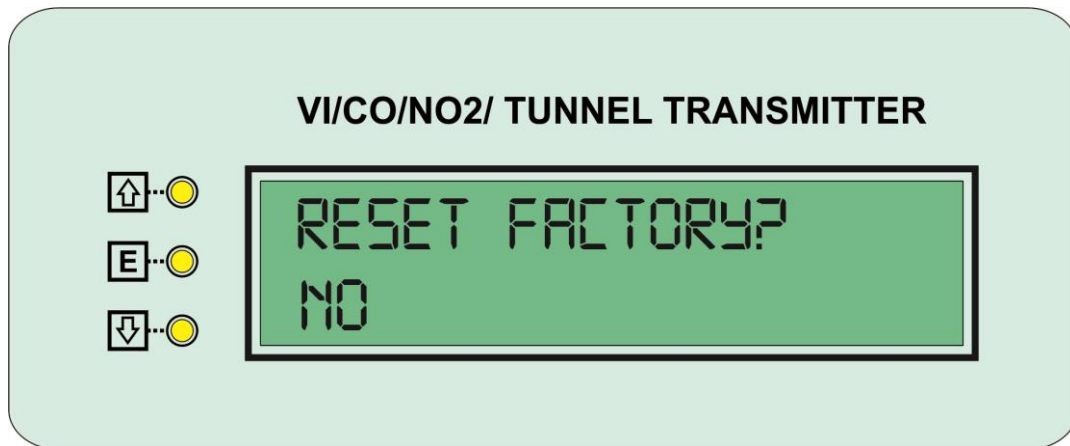 VI/CO/NO2/ TUNNEL TRANSMITTER
RESET FACTORY?
E
NO